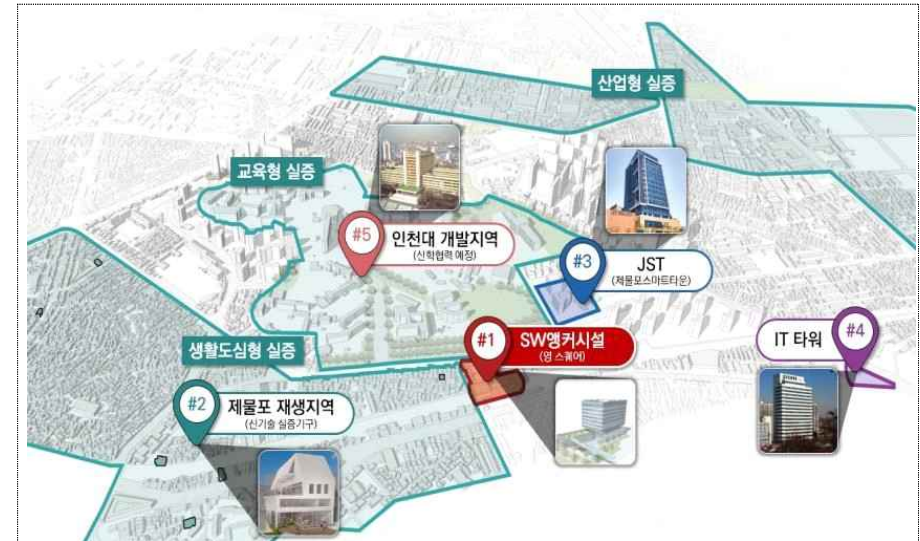 산업형 실증
교육형 실증
#5
인천대 개발지역
(산학협력 예정)
#3
JST
(제물포스마트타운)
#1
SW앵커시설
(영 스퀘어)
IT 타워
#4
생활도심형 실증
#2
제물포 재생지역
(신기술 실증기구)